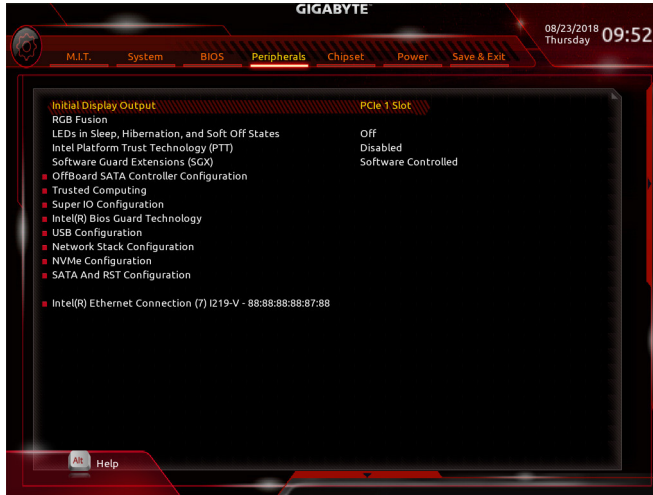 GIGABYTE™
08/23/2018 09:52
Thursday
M.I.T. System BIOS Peripherals Chipset Power Save & Exit
Initial Display Output PCIe 1 Slot
RGB Fusion
LEDs in Sleep, Hibernation, and Soft Off States Off
Intel Platform Trust Technology (PTT) Disabled
Software Guard Extensions (SGX) Software Controlled
OffBoard SATA Controller Configuration
Trusted Computing
Super IO Configuration
Intel(R) Bios Guard Technology
USB Configuration
Network Stack Configuration
NVMe Configuration
SATA And RST Configuration
Intel(R) Ethernet Connection (7) I219-V - 88:88:88:88:87:88
Alt Help